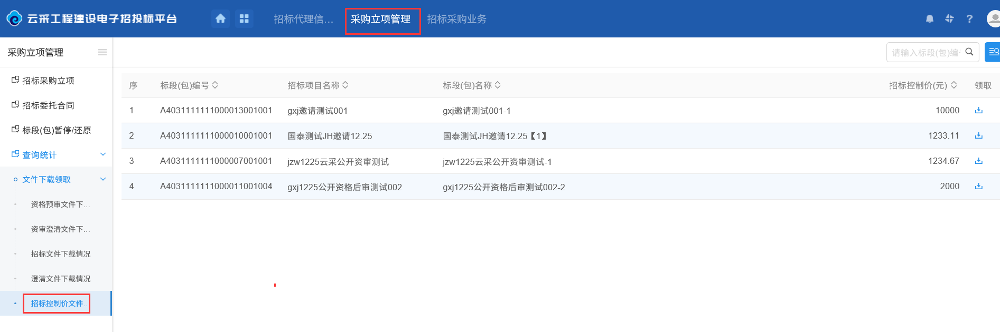 云采工程建设电子招投标平台
招标代理信... 采购立项管理 招标采购业务
采购立项管理
请输入标段(包)编
招标采购立项
招标委托合同
标段(包)暂停/还原
查询统计
文件下载领取
资格预审文件下...
资审澄清文件下...
招标文件下载情况
澄清文件下载情况
招标控制价文件..
序 标段(包)编号 招标项目名称 标段(包)名称 招标控制价(元) 领取
1 A4031111111000013001001 gxj邀请测试001 gxj邀请测试001-1 10000
2 A4031111111000010001001 国泰测试JH邀请12.25 国泰测试JH邀请12.25【1】 1233.11
3 A4031111111000007001001 jzw1225云采公开资审测试 jzw1225云采公开资审测试-1 1234.67
4 A4031111111000011001004 gxj1225公开资格后审测试002 gxj1225公开资格后审测试002-2 2000